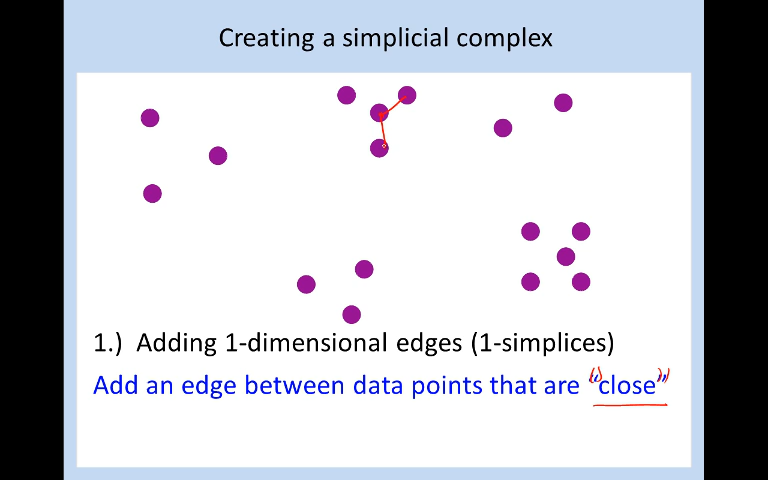 Creating a simplicial complex
1.) Adding 1-dimensional edges (1-simplices)
Add an edge between data points that are “close”